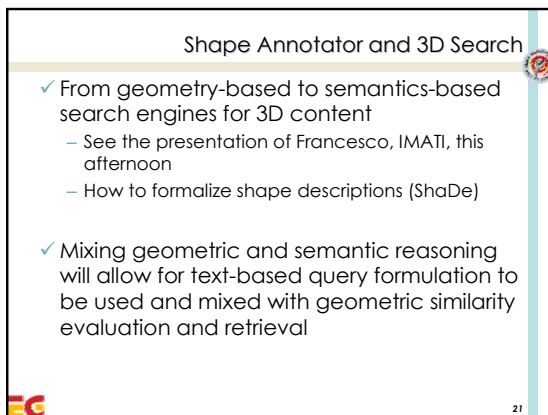 Shape Annotator and 3D Search
✓ From geometry-based to semantics-based
search engines for 3D content
– See the presentation of Francesco, IMATI, this
afternoon
– How to formalize shape descriptions (ShaDe)
✓ Mixing geometric and semantic reasoning
will allow for text-based query formulation to
be used and mixed with geometric similarity
evaluation and retrieval
EG
21